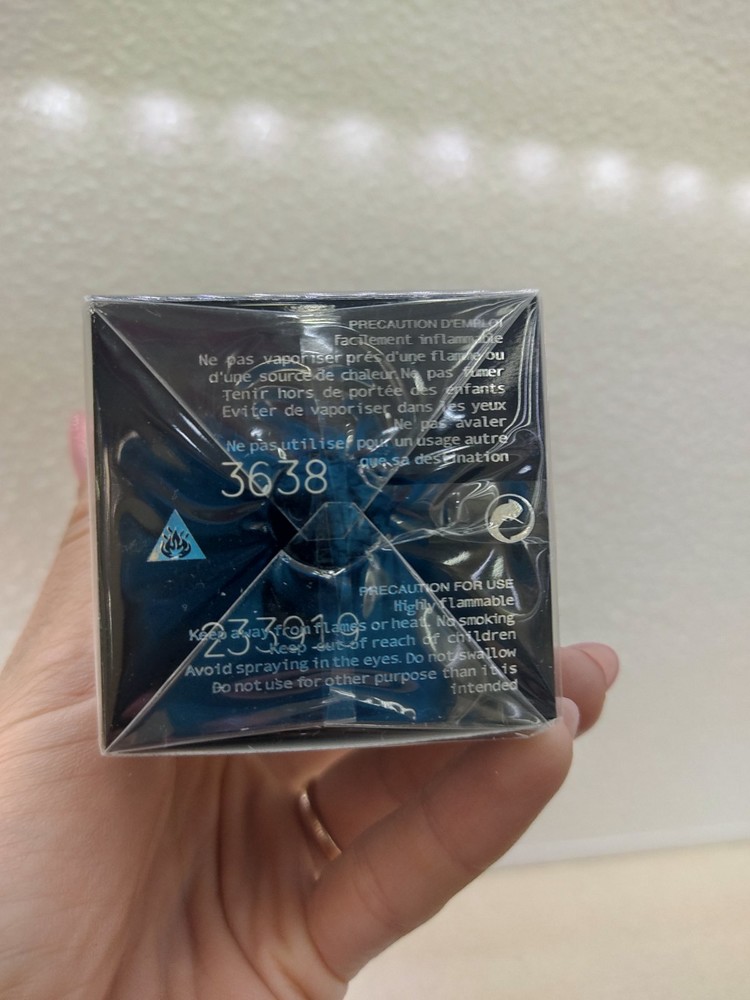 PRECAUTION D'EMPLOI
Facilement inflammable
Ne pas vaporiser près d'une flamme ou
d'une source de chaleur Ne pas fumer
Tenir hors de portée des enfants
Eviter de vaporiser dans les yeux
Ne pas avaler
Ne pas utiliser pour un usage autre
que sa destination
3638
PRECAUTION FOR USE
Highly flammable
Keep away from flames or heat. No smoking
233919
Keep out of reach of children
Avoid spraying in the eyes. Do not swallow
Do not use for other purpose than it is
intended